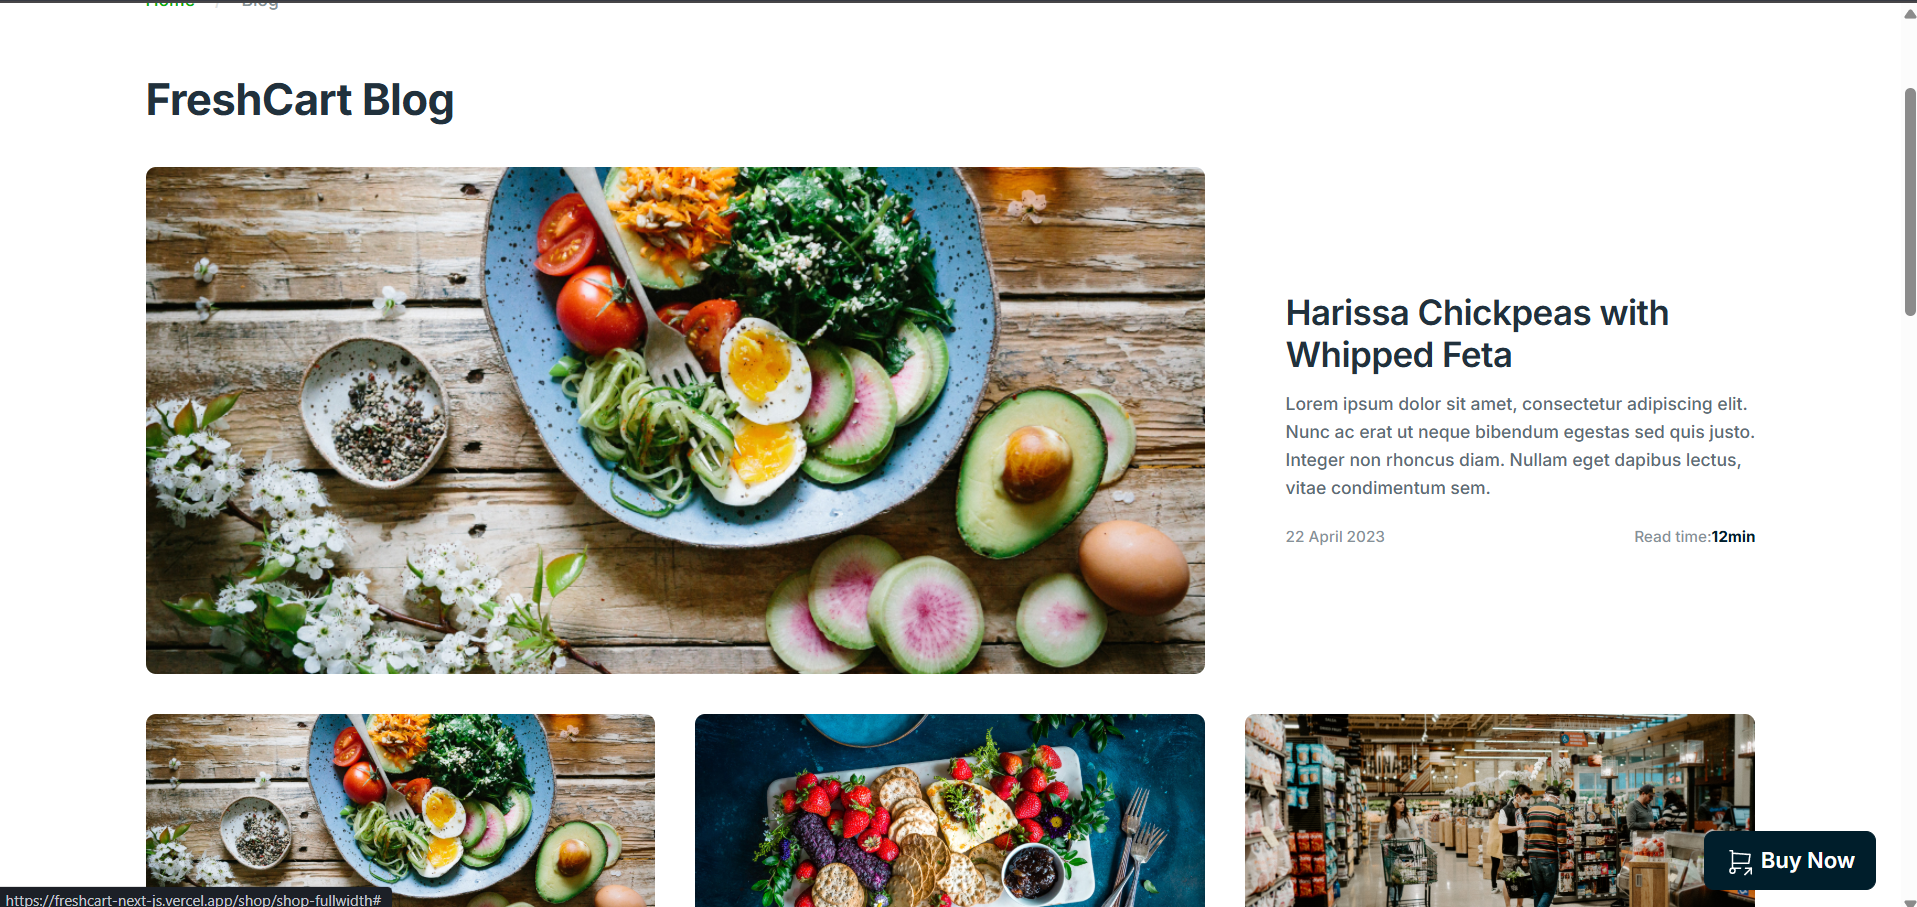 Home / Blog
FreshCart Blog
Harissa Chickpeas with
Whipped Feta
Lorem ipsum dolor sit amet, consectetur adipiscing elit.
Nunc ac erat ut neque bibendum egestas sed quis justo.
Integer non rhoncus diam. Nullam eget dapibus lectus,
vitae condimentum sem.
22 April 2023 Read time:12min
Buy Now
https://freshcart-next-js.vercel.app/shop/shop-fullwidth#